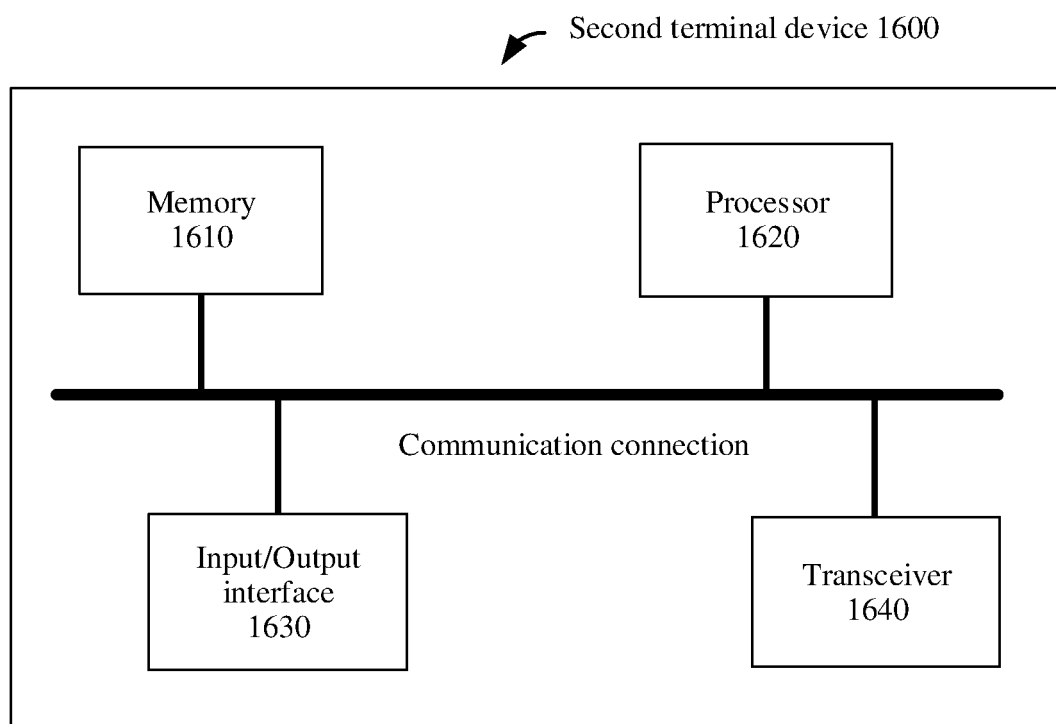 Second terminal device 1600
Memory
1610
Processor
1620
Communication connection
Input/Output
interface
1630
Transceiver
1640